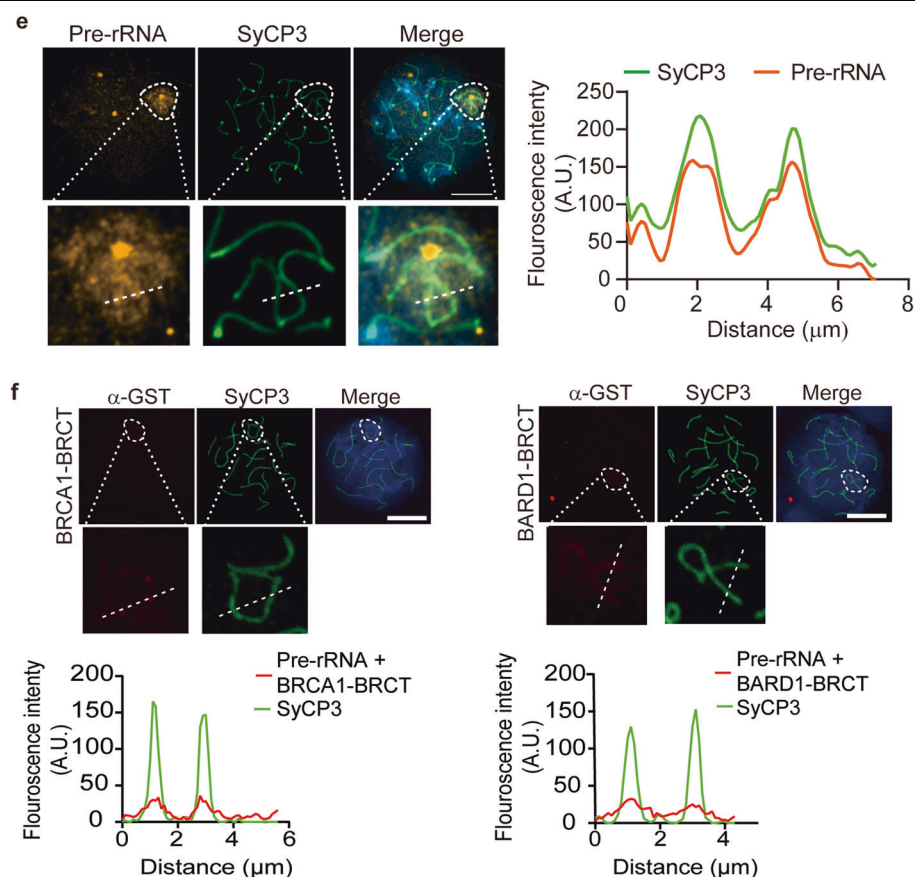 e
Pre-rRNA SyCP3 Merge
SyCP3 Pre-rRNA
Flouroscence intenty
(A.U.)
250
200
150
100
50
0
0 2 4 6 8
Distance (μm)
f
BRCA1-BRCT
α-GST SyCP3 Merge
Flouroscence intenty
(A.U.)
200
150
100
50
0
Pre-rRNA +
BRCA1-BRCT
SyCP3
0 2 4 6
Distance (μm)
BARD1-BRCT
α-GST SyCP3 Merge
Flouroscence intenty
(A.U.)
200
150
100
50
0
Pre-rRNA +
BARD1-BRCT
SyCP3
0 2 4
Distance (μm)